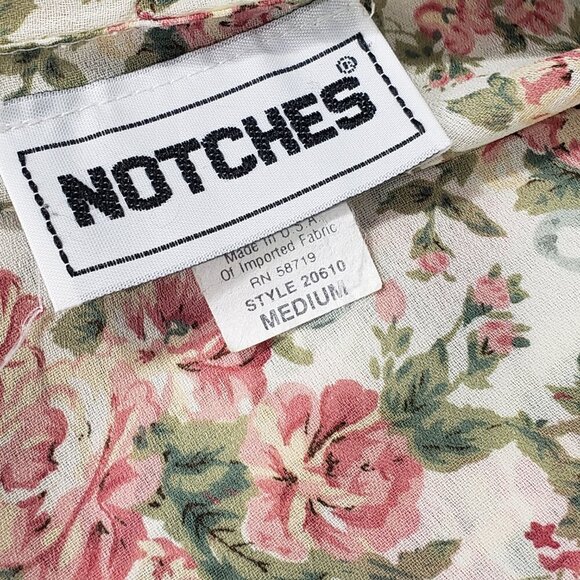 NOTCHES®
Made in U.S.A.
Of Imported Fabric
RN 58719
STYLE 20610
MEDIUM